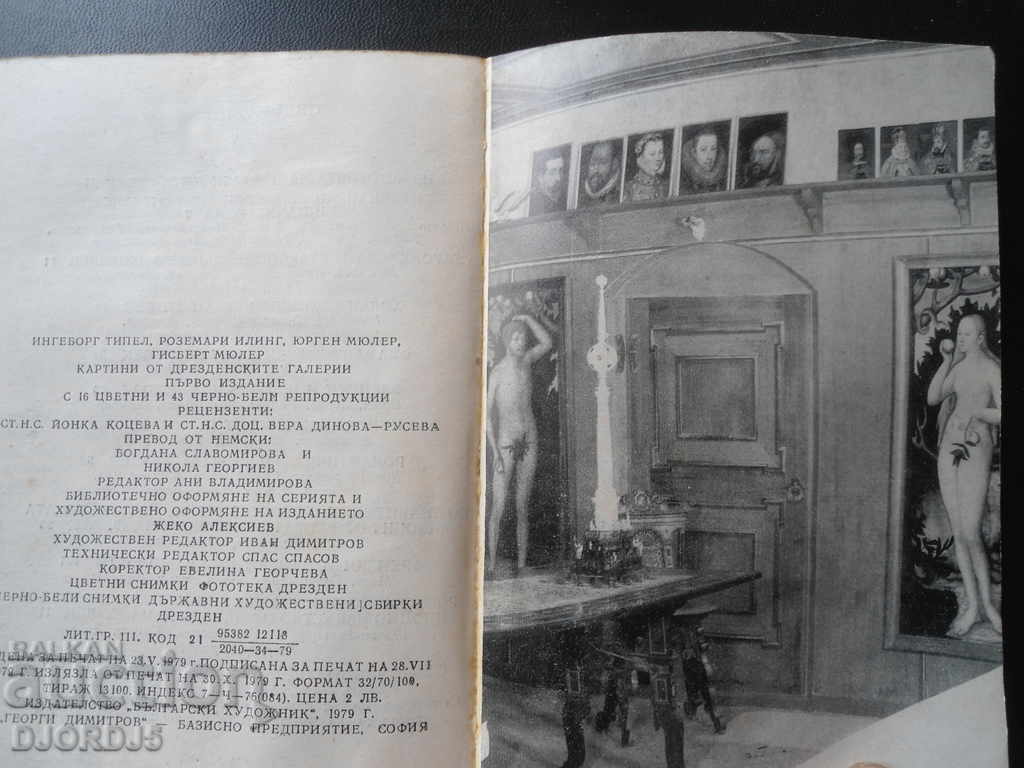 ИНГЕБОРГ ТИПЕЛ, РОЗЕМАРИ ИЛИНГ, ЮРГЕН МЮЛЕР,
ГИСБЕРТ МЮЛЕР
КАРТИНИ ОТ ДРЕЗДЕНСКИТЕ ГАЛЕРИИ
ПЪРВО ИЗДАНИЕ
С 16 ЦВЕТНИ И 43 ЧЕРНО-БЕЛИ РЕПРОДУКЦИИ
РЕЦЕНЗЕНТИ:
СТ.Н.С. ЙОНКА КОЦЕВА И СТ.Н.С. ДОЦ. ВЕРА ДИНОВА—РУСЕВА
ПРЕВОД ОТ НЕМСКИ:
БОГДАНА СЛАВОМИРОВА И
НИКОЛА ГЕОРГИЕВ
РЕДАКТОР АНИ ВЛАДИМИРОВА
БИБЛИОТЕЧНО ОФОРМЯНЕ НА СЕРИЯТА И
ХУДОЖЕСТВЕНО ОФОРМЯНЕ НА ИЗДАНИЕТО
ЖЕКО АЛЕКСИЕВ
ХУДОЖЕСТВЕН РЕДАКТОР ИВАН ДИМИТРОВ
ТЕХНИЧЕСКИ РЕДАКТОР СПАС СПАСОВ
КОРЕКТОР ЕВЕЛИНА ГЕОРЧЕВА
ЦВЕТНИ СНИМКИ ФОТОТЕКА ДРЕЗДЕН
ЧЕРНО-БЕЛИ СНИМКИ ДЪРЖАВНИ ХУДОЖЕСТВЕНИ СБИРКИ
ДРЕЗДЕН
ЛИТ. ГР. III. КОД 21 95382 12118
2040—34—79
ДЕНА ЗА ПЕЧАТ НА 23.V.1979 г. ПОДПИСАНА ЗА ПЕЧАТ НА 28.VII
79 Г. ИЗЛЯЗЛА ОТ ПЕЧАТ НА 30.X.1979 Г. ФОРМАТ 32/70/100,
ТИРАЖ 13100. ИНДЕКС 7—Ч—76(084). ЦЕНА 2 ЛВ.
ИЗДАТЕЛСТВО „БЪЛГАРСКИ ХУДОЖНИК", 1979 Г.
„ГЕОРГИ ДИМИТРОВ" — БАЗИСНО ПРЕДПРИЯТИЕ, СОФИЯ
BALKAN
auction
DJORDJ5